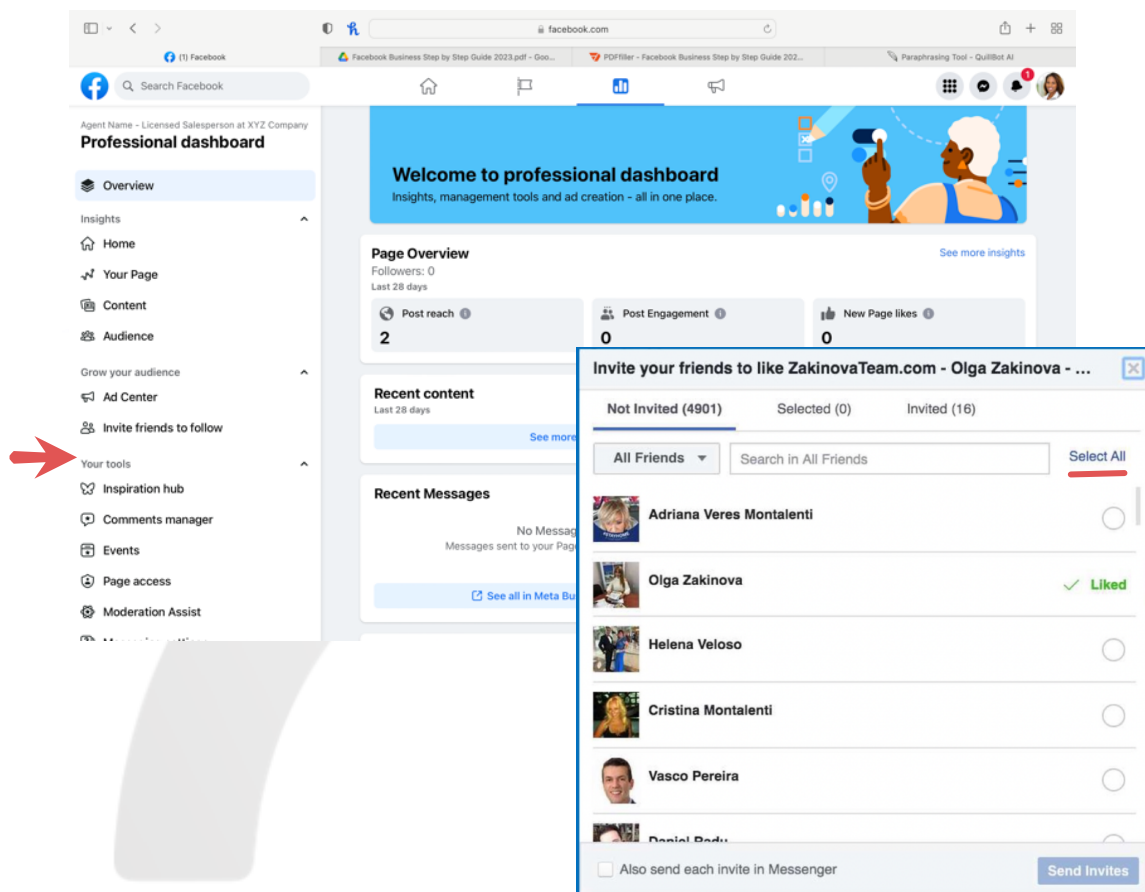 facebook.com
(1) Facebook
Facebook Business Step by Step Guide 2023.pdf - Goo...
PDFfiller - Facebook Business Step by Step Guide 202...
Paraphrasing Tool - QuillBot AI
Search Facebook
1
Agent Name - Licensed Salesperson at XYZ Company
Professional dashboard
Overview
Insights
Home
Your Page
Content
Audience
Grow your audience
Ad Center
Invite friends to follow
Your tools
Inspiration hub
Comments manager
Events
Page access
Moderation Assist
Welcome to professional dashboard
Insights, management tools and ad creation - all in one place.
Page Overview
See more insights
Followers: 0
Last 28 days
Post reach
2
Post Engagement
0
New Page likes
0
Recent content
Last 28 days
See more
Recent Messages
No Messag
Messages sent to your Page
See all in Meta Bu
Invite your friends to like ZakinovaTeam.com - Olga Zakinova - ...
Not Invited (4901)
Selected (0)
Invited (16)
All Friends
Search in All Friends
Select All
Adriana Veres Montalenti
Olga Zakinova
Liked
Helena Veloso
Cristina Montalenti
Vasco Pereira
Daniel Radu
Also send each invite in Messenger
Send Invites